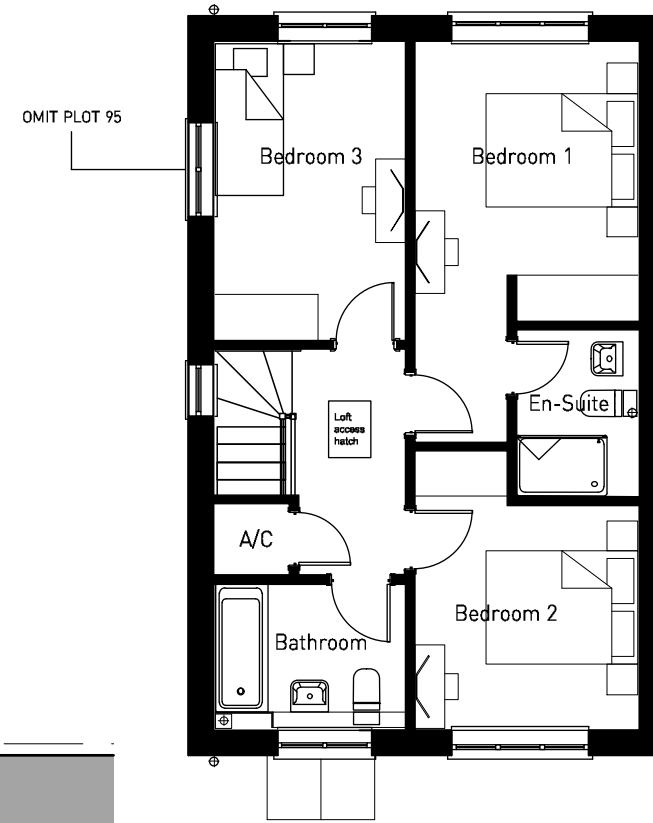 OMIT PLOT 95
Bedroom 3
Bedroom 1
En-Suite
Loft
access
hatch
A/C
Bedroom 2
Bathroom